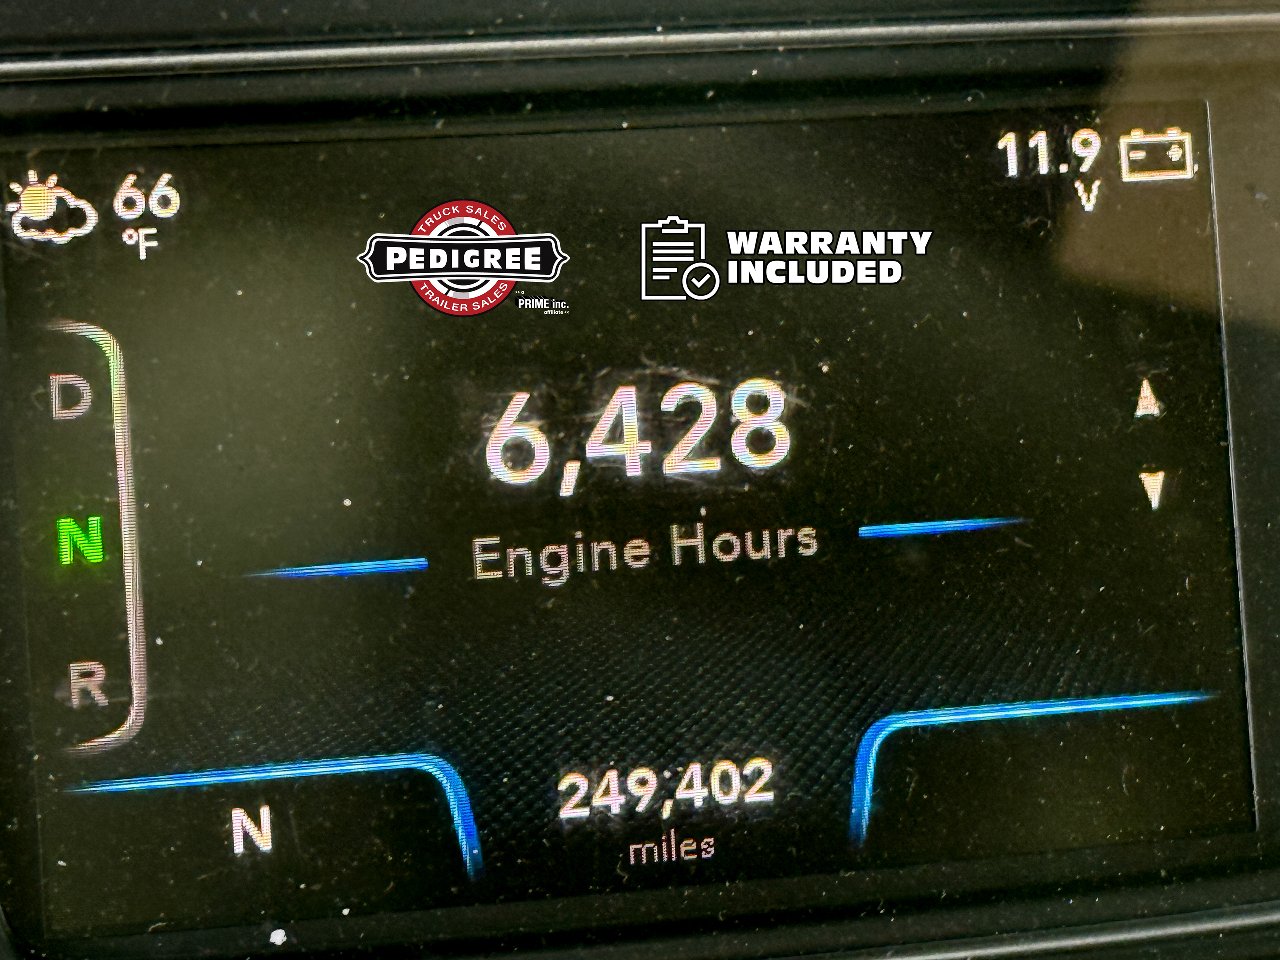 11.9
V
66
°F
TRUCK SALES
PEDIGREE
TRAILER SALES
PRIME inc.
WARRANTY
INCLUDED
D
N
R
6,428
Engine Hours
249,402
miles
N